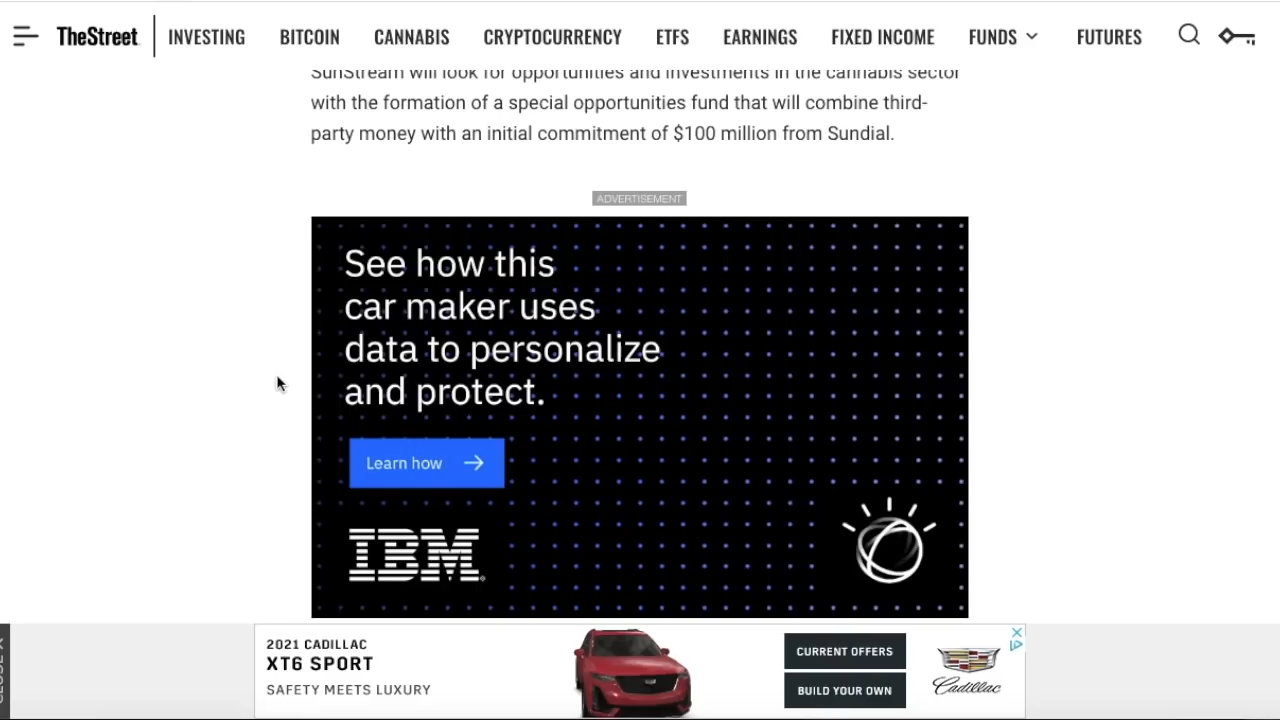 TheStreet
INVESTING
BITCOIN
CANNABIS
CRYPTOCURRENCY
ETFS
EARNINGS
FIXED INCOME
FUNDS
FUTURES
SunStream will look for opportunities and investments in the cannabis sector
with the formation of a special opportunities fund that will combine third-
party money with an initial commitment of $100 million from Sundial.
ADVERTISEMENT
See how this
car maker uses
data to personalize
and protect.
Learn how
IBM
2021 CADILLAC
XT6 SPORT
SAFETY MEETS LUXURY
CURRENT OFFERS
BUILD YOUR OWN
Cadillac